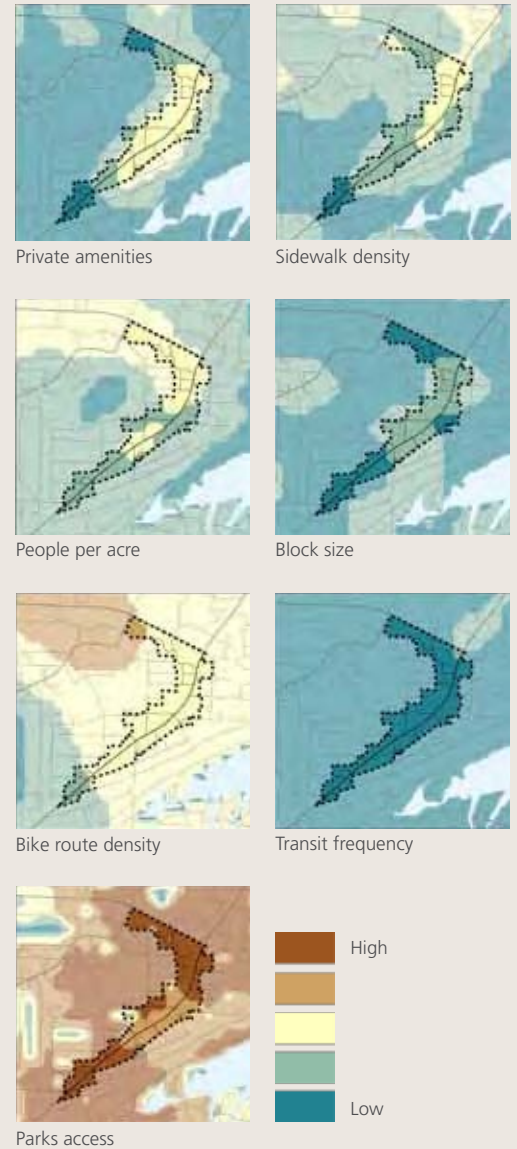 Private amenities
Sidewalk density
People per acre
Block size
Bike route density
Transit frequency
High
Low
Parks access